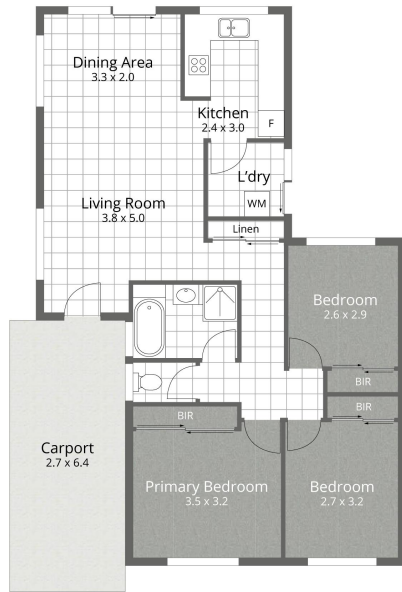 Dining Area
3.3 x 2.0
Kitchen
2.4 x 3.0
F
L'dry
WM
Living Room
3.8 x 5.0
Linen
Bedroom
2.6 x 2.9
BIR
BIR
BIR
Carport
2.7 x 6.4
Primary Bedroom
3.5 x 3.2
Bedroom
2.7 x 3.2